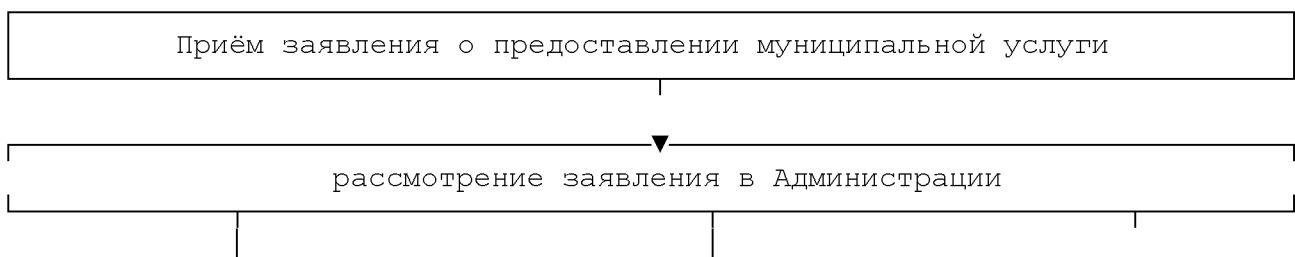 Приём заявления о предоставлении муниципальной услуги
рассмотрение заявления в Администрации